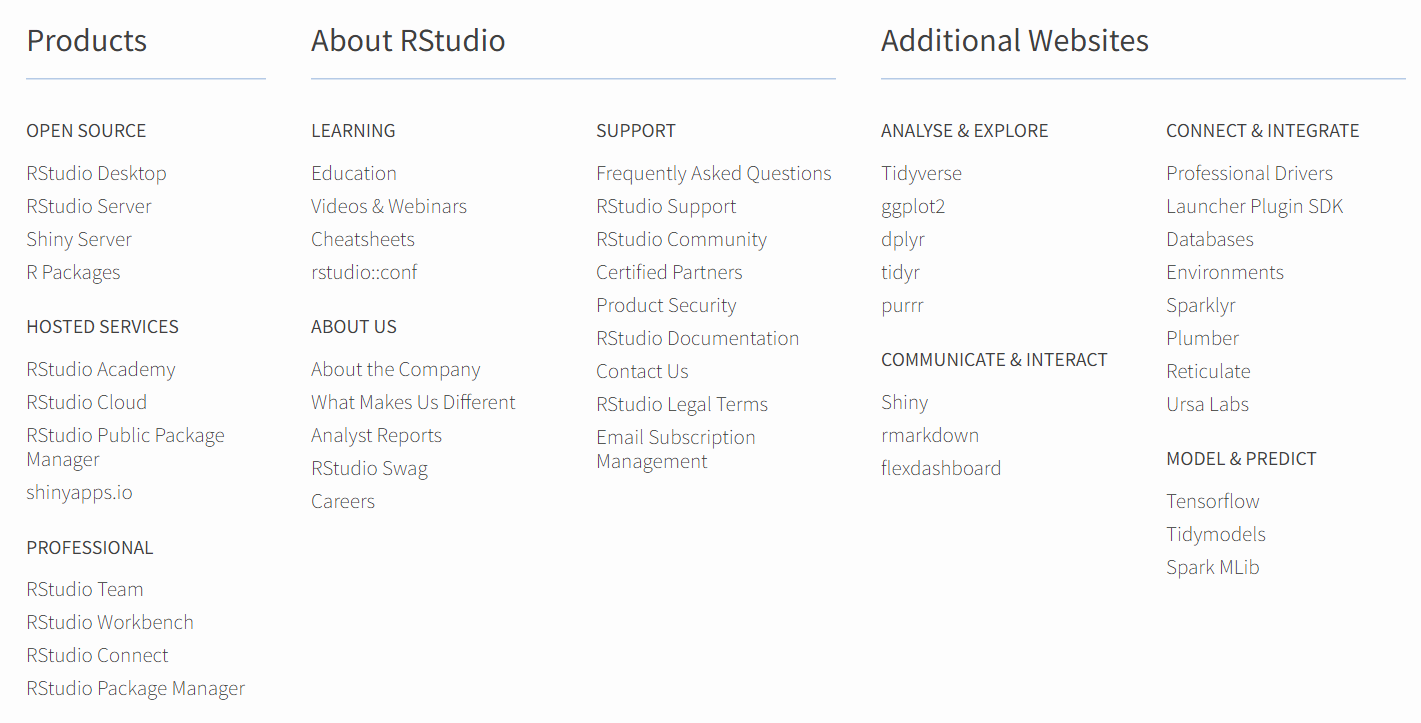 Products
OPEN SOURCE
RStudio Desktop
RStudio Server
Shiny Server
R Packages
HOSTED SERVICES
RStudio Academy
RStudio Cloud
RStudio Public Package
Manager
shinyapps.io
PROFESSIONAL
RStudio Team
RStudio Workbench
RStudio Connect
RStudio Package Manager
About RStudio
LEARNING
Education
Videos & Webinars
Cheatsheets
rstudio::conf
ABOUT US
About the Company
What Makes Us Different
Analyst Reports
RStudio Swag
Careers
SUPPORT
Frequently Asked Questions
RStudio Support
RStudio Community
Certified Partners
Product Security
RStudio Documentation
Contact Us
RStudio Legal Terms
Email Subscription
Management
Additional Websites
ANALYSE & EXPLORE
Tidyverse
ggplot2
dplyr
tidyr
purrr
COMMUNICATE & INTERACT
Shiny
rmarkdown
flexdashboard
CONNECT & INTEGRATE
Professional Drivers
Launcher Plugin SDK
Databases
Environments
Sparklyr
Plumber
Reticulate
Ursa Labs
MODEL & PREDICT
Tensorflow
Tidymodels
Spark MLib